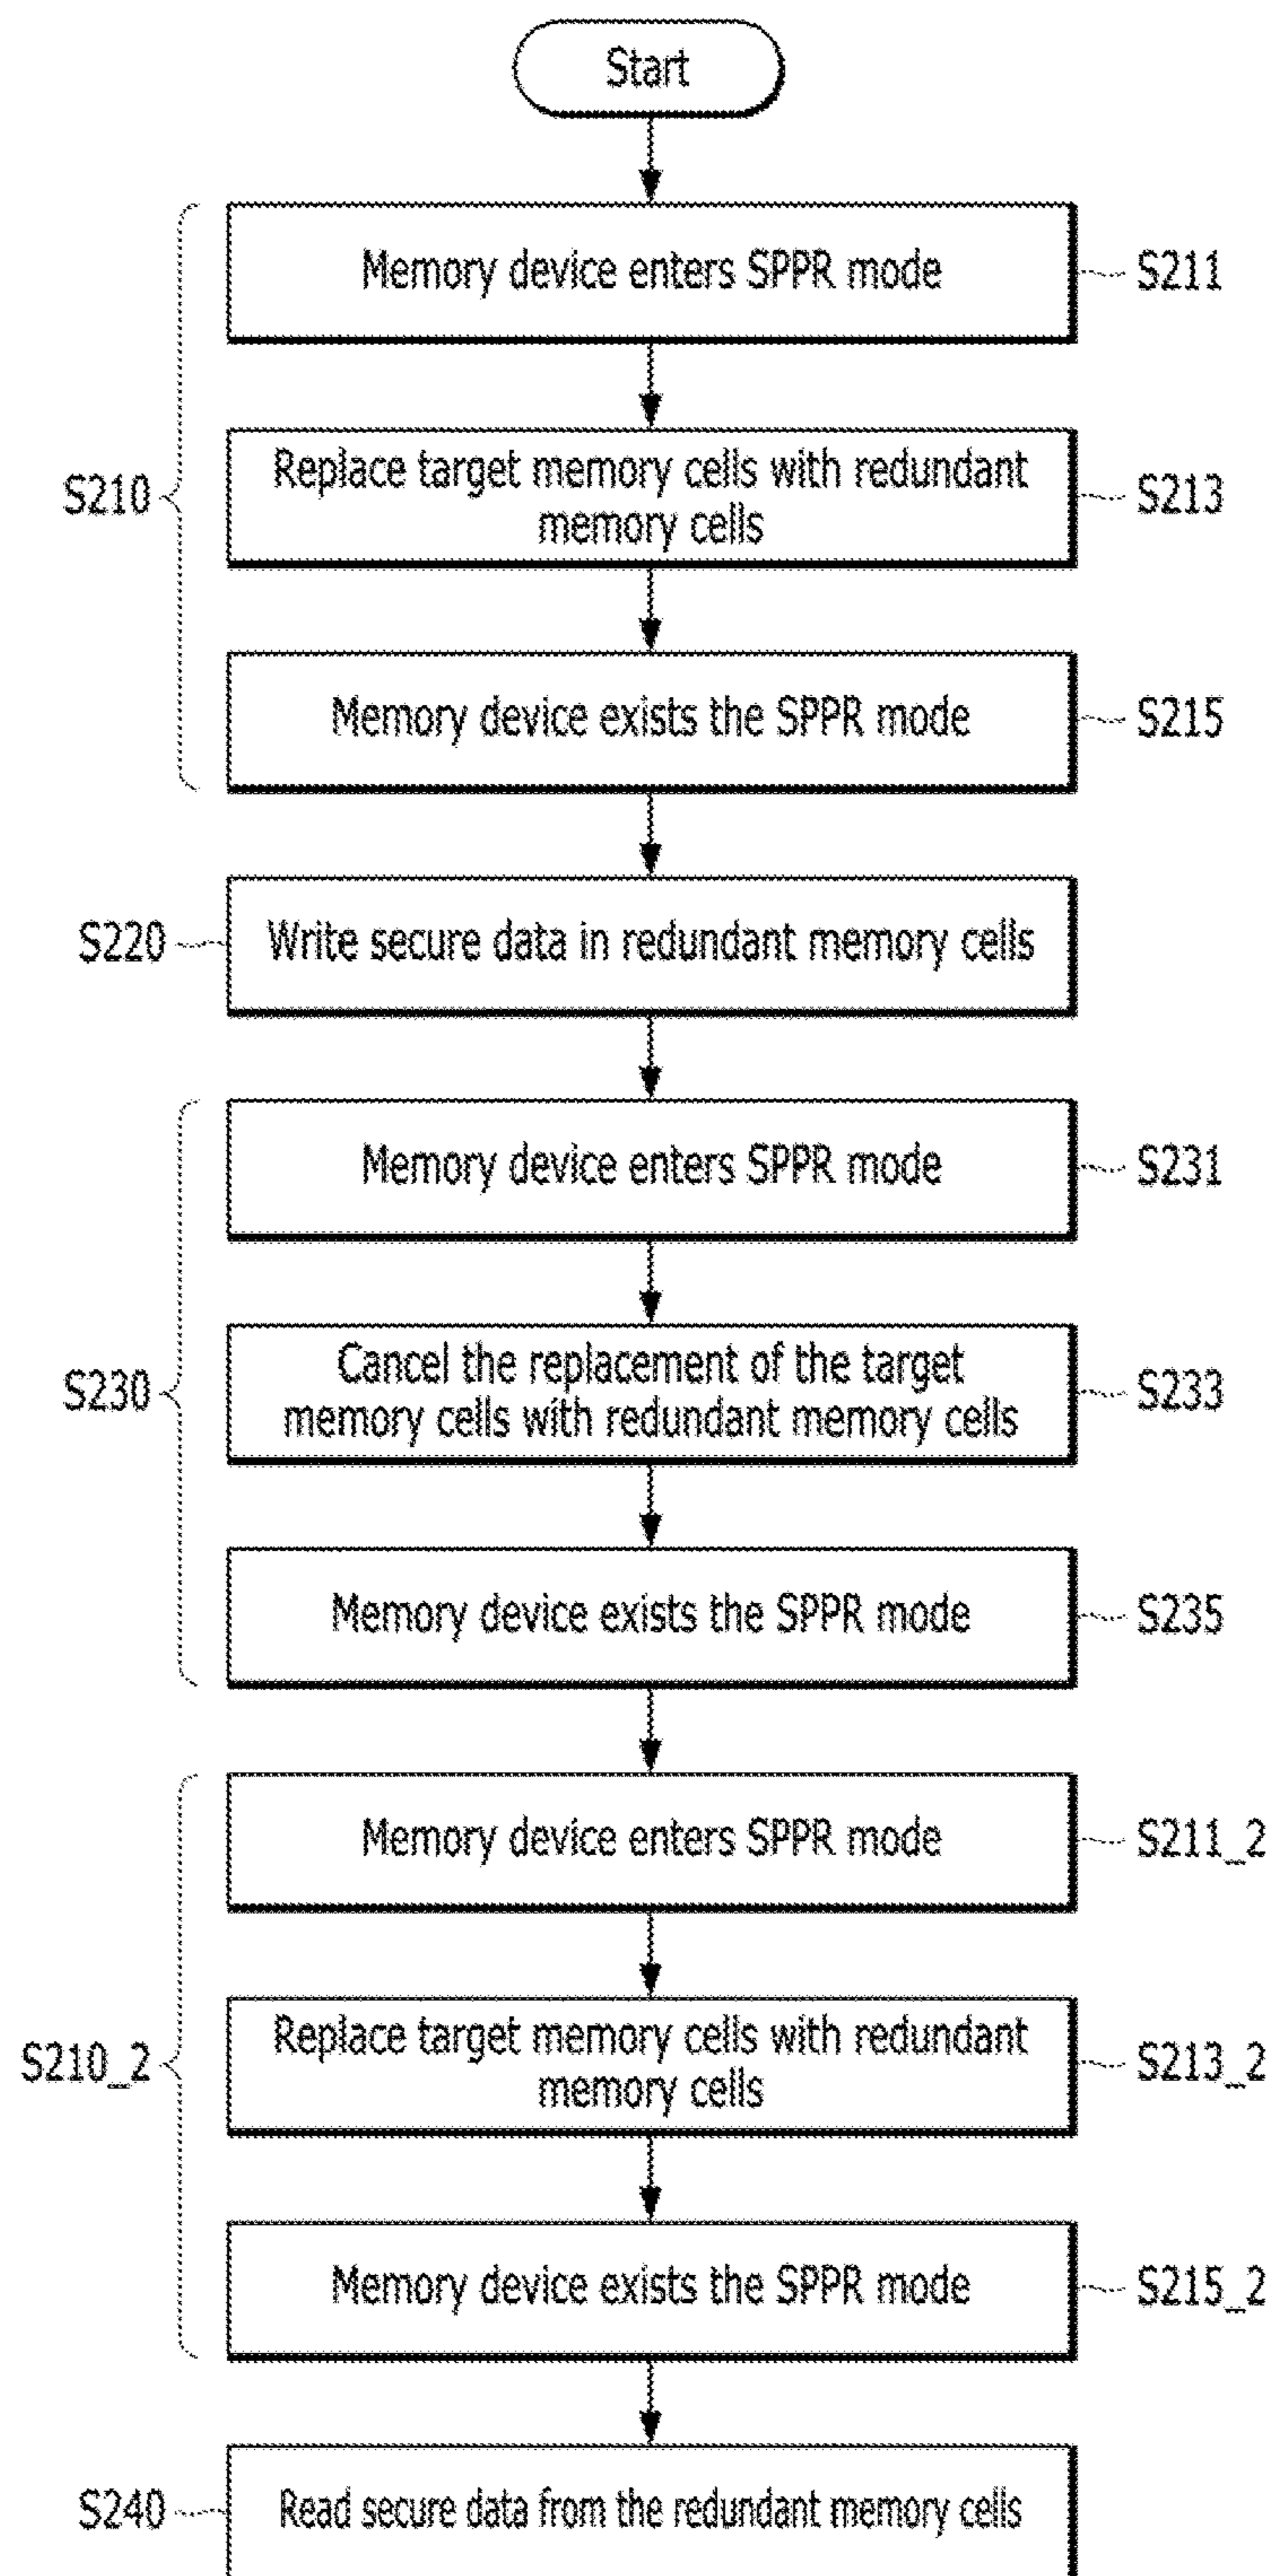 Start
Memory device enters SPPR mode
S211
S210
Replace target memory cells with redundant
memory cells
S213
Memory device exists the SPPR mode
S215
S220
Write secure data in redundant memory cells
Memory device enters SPPR mode
S231
S230
Cancel the replacement of the target
memory cells with redundant memory cells
S233
Memory device exists the SPPR mode
S235
Memory device enters SPPR mode
S211_2
S210_2
Replace target memory cells with redundant
memory cells
S213_2
Memory device exists the SPPR mode
S215_2
S240
Read secure data from the redundant memory cells